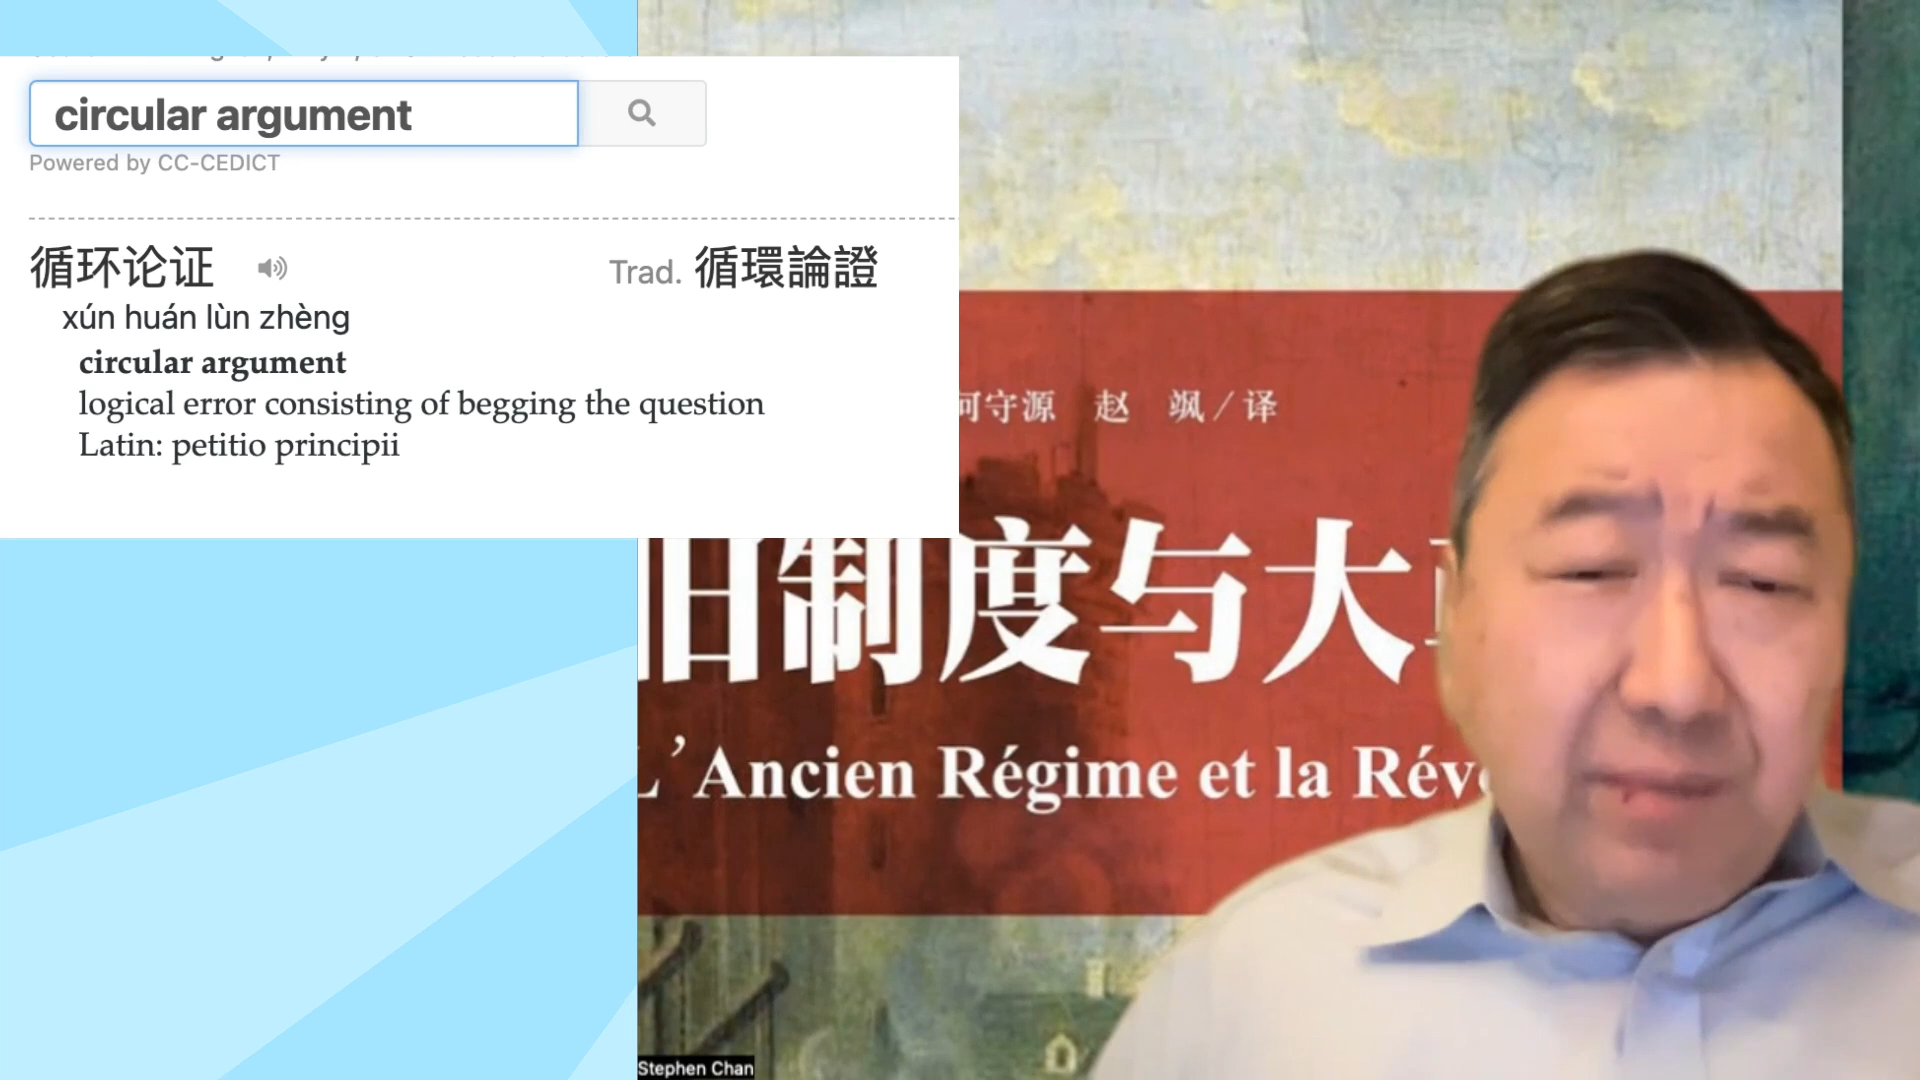 circular argument
Powered by CC-CEDICT
循环论证
Trad. 循環論證
xún huán lùn zhèng
circular argument
logical error consisting of begging the question
Latin: petitio principii
守源 赵 飒/译
旧制度与大
L'Ancien Régime et la Rév
Stephen Chan